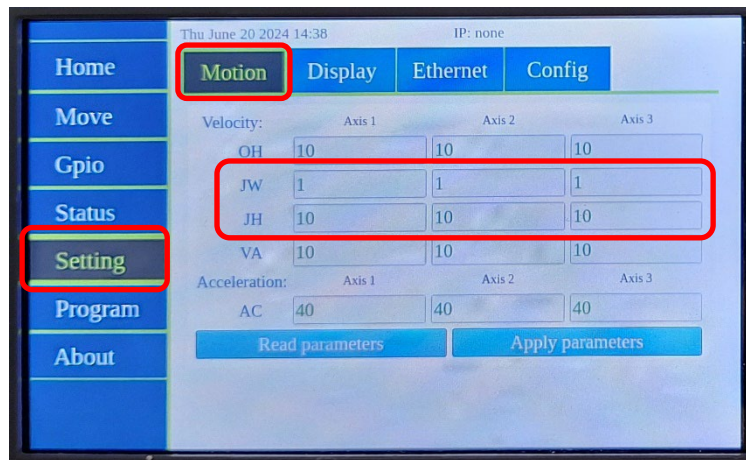 Thu June 20 2024 14:38 IP: none
Home
Move
Gpio
Status
Setting
Program
About
Motion Display Ethernet Config
Velocity: Axis 1 Axis 2 Axis 3
OH 10 10 10
JW 1 1 1
JH 10 10 10
VA 10 10 10
Acceleration: Axis 1 Axis 2 Axis 3
AC 40 40 40
Read parameters Apply parameters